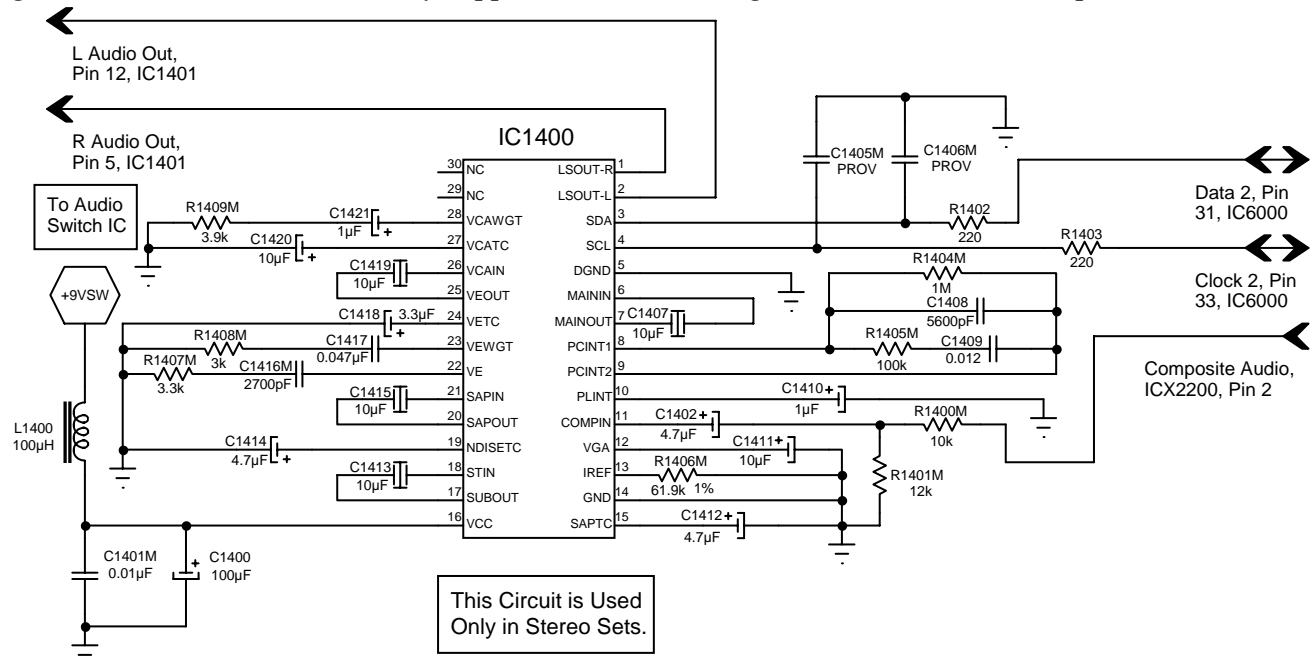 L Audio Out,
Pin 12, IC1401
R Audio Out,
Pin 5, IC1401
To Audio
Switch IC
+9VSW
L1400
100µH
C1401M
0.01µF
C1400
100µF
R1409M
3.9k
C1421
1µF
+
C1420
10µF
+
C1419
10µF
C1418
3.3µF
+
R1408M
3k
C1417
0.047µF
R1407M
3.3k
C1416M
2700pF
C1415
10µF
C1414
4.7µF
+
C1413
10µF
+
IC1400
30 NC
29 NC
28 VCAWGT
27 VCATC
26 VCAIN
25 VEOUT
24 VETC
23 VEWGT
22 VE
21 SAPIN
20 SAPOUT
19 NDISETC
18 STIN
17 SUBOUT
16 VCC
LSOUT-R 1
LSOUT-L 2
SDA 3
SCL 4
DGND 5
MAININ 6
MAINOUT 7
PCINT1 8
PCINT2 9
PLINT 10
COMPIN 11
VGA 12
IREF 13
GND 14
SAPTC 15
C1405M
PROV
C1406M
PROV
R1402
220
R1403
220
Data 2, Pin
31, IC6000
Clock 2, Pin
33, IC6000
R1404M
1M
C1408
5600pF
R1405M
100k
C1409
0.012
C1407
10µF
C1410
+
1µF
C1402
+
4.7µF
R1400M
10k
Composite Audio,
ICX2200, Pin 2
C1411
+
10µF
R1406M
61.9k 1%
R1401M
12k
C1412
+
4.7µF
This Circuit is Used
Only in Stereo Sets.